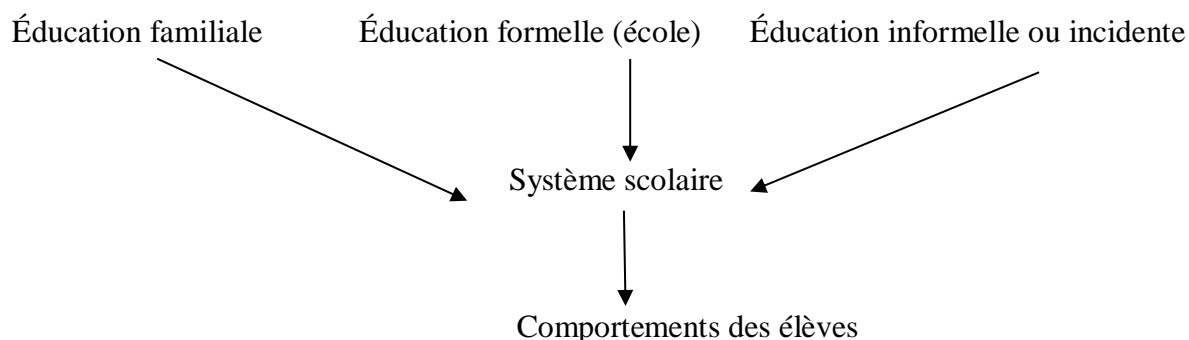 Éducation familiale Éducation formelle (école) Éducation informelle ou incidente
Système scolaire
Comportements des élèves